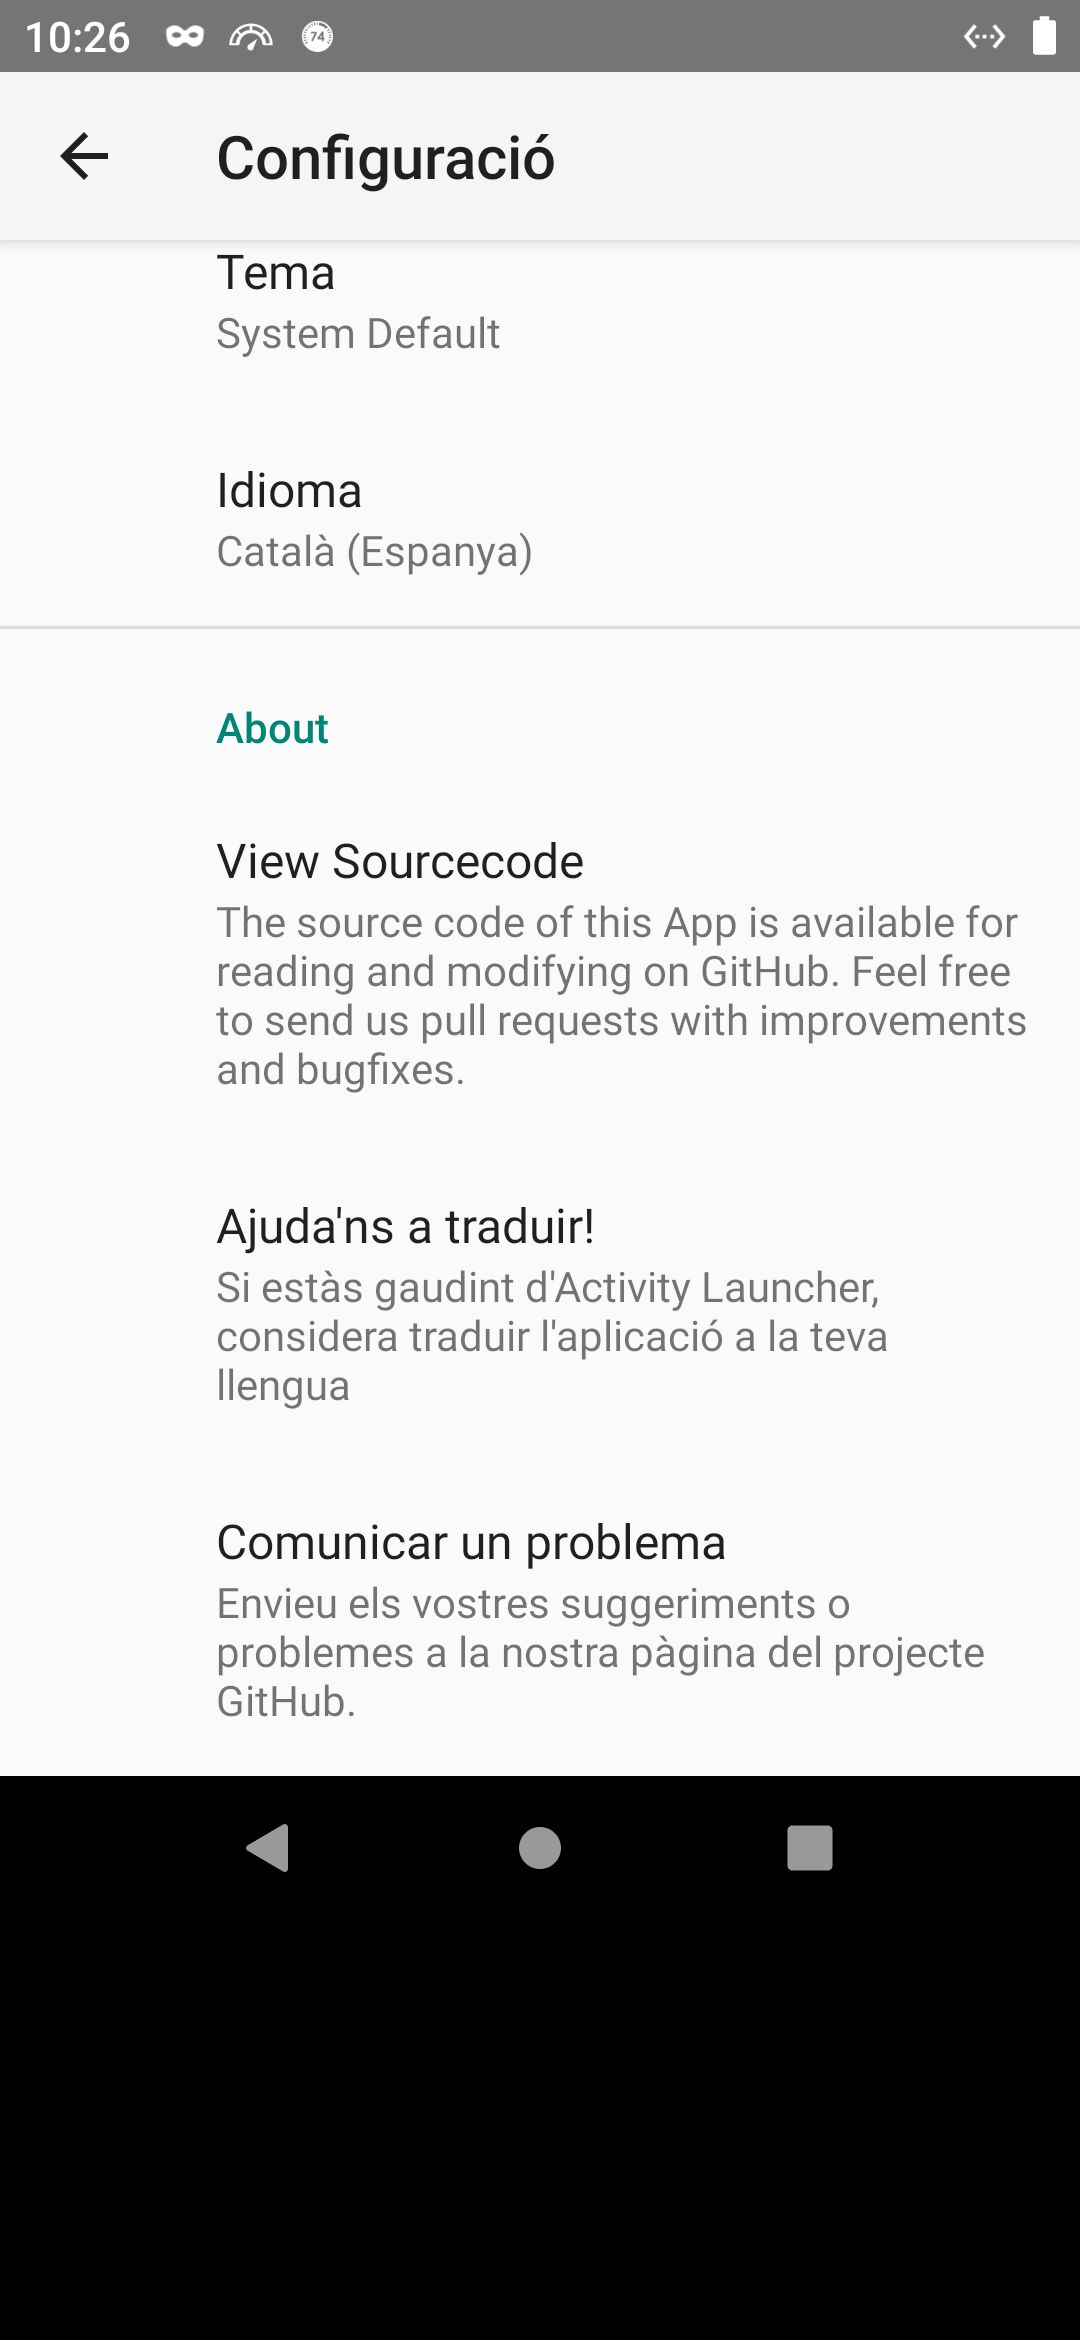 10:26
74
Configuració
Tema
System Default
Idioma
Català (Espanya)
About
View Sourcecode
The source code of this App is available for
reading and modifying on GitHub. Feel free
to send us pull requests with improvements
and bugfixes.
Ajuda'ns a traduir!
Si estàs gaudint d'Activity Launcher,
considera traduir l'aplicació a la teva
llengua
Comunicar un problema
Envieu els vostres suggeriments o
problemes a la nostra pàgina del projecte
GitHub.